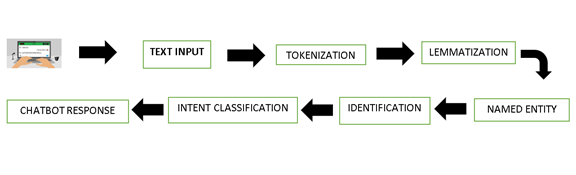 TEXT INPUT
TOKENIZATION
LEMMATIZATION
NAMED ENTITY
IDENTIFICATION
INTENT CLASSIFICATION
CHATBOT RESPONSE